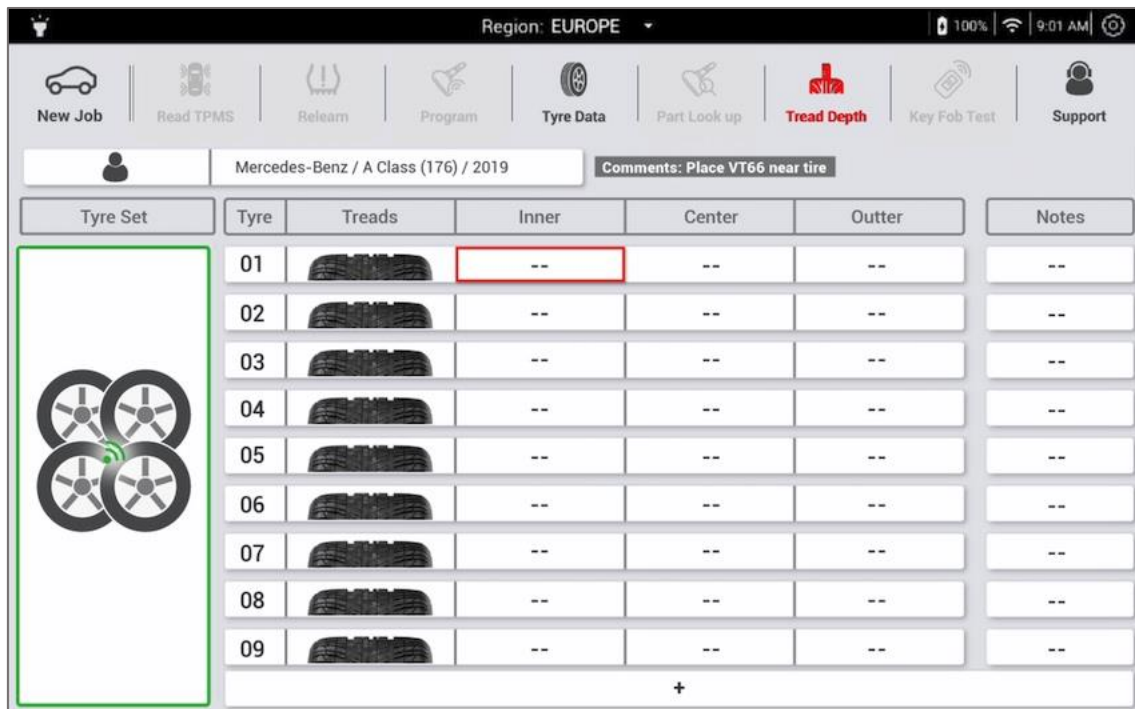 Region: EUROPE 100% 9:01 AM
New Job Read TPMS Relearn Program Tyre Data Part Look up Tread Depth Key Fob Test Support
Mercedes-Benz / A Class (176) / 2019 Comments: Place VT66 near tire
Tyre Set Tyre Treads Inner Center Outter Notes
01 -- -- -- --
02 -- -- -- --
03 -- -- -- --
04 -- -- -- --
05 -- -- -- --
06 -- -- -- --
07 -- -- -- --
08 -- -- -- --
09 -- -- -- --
+